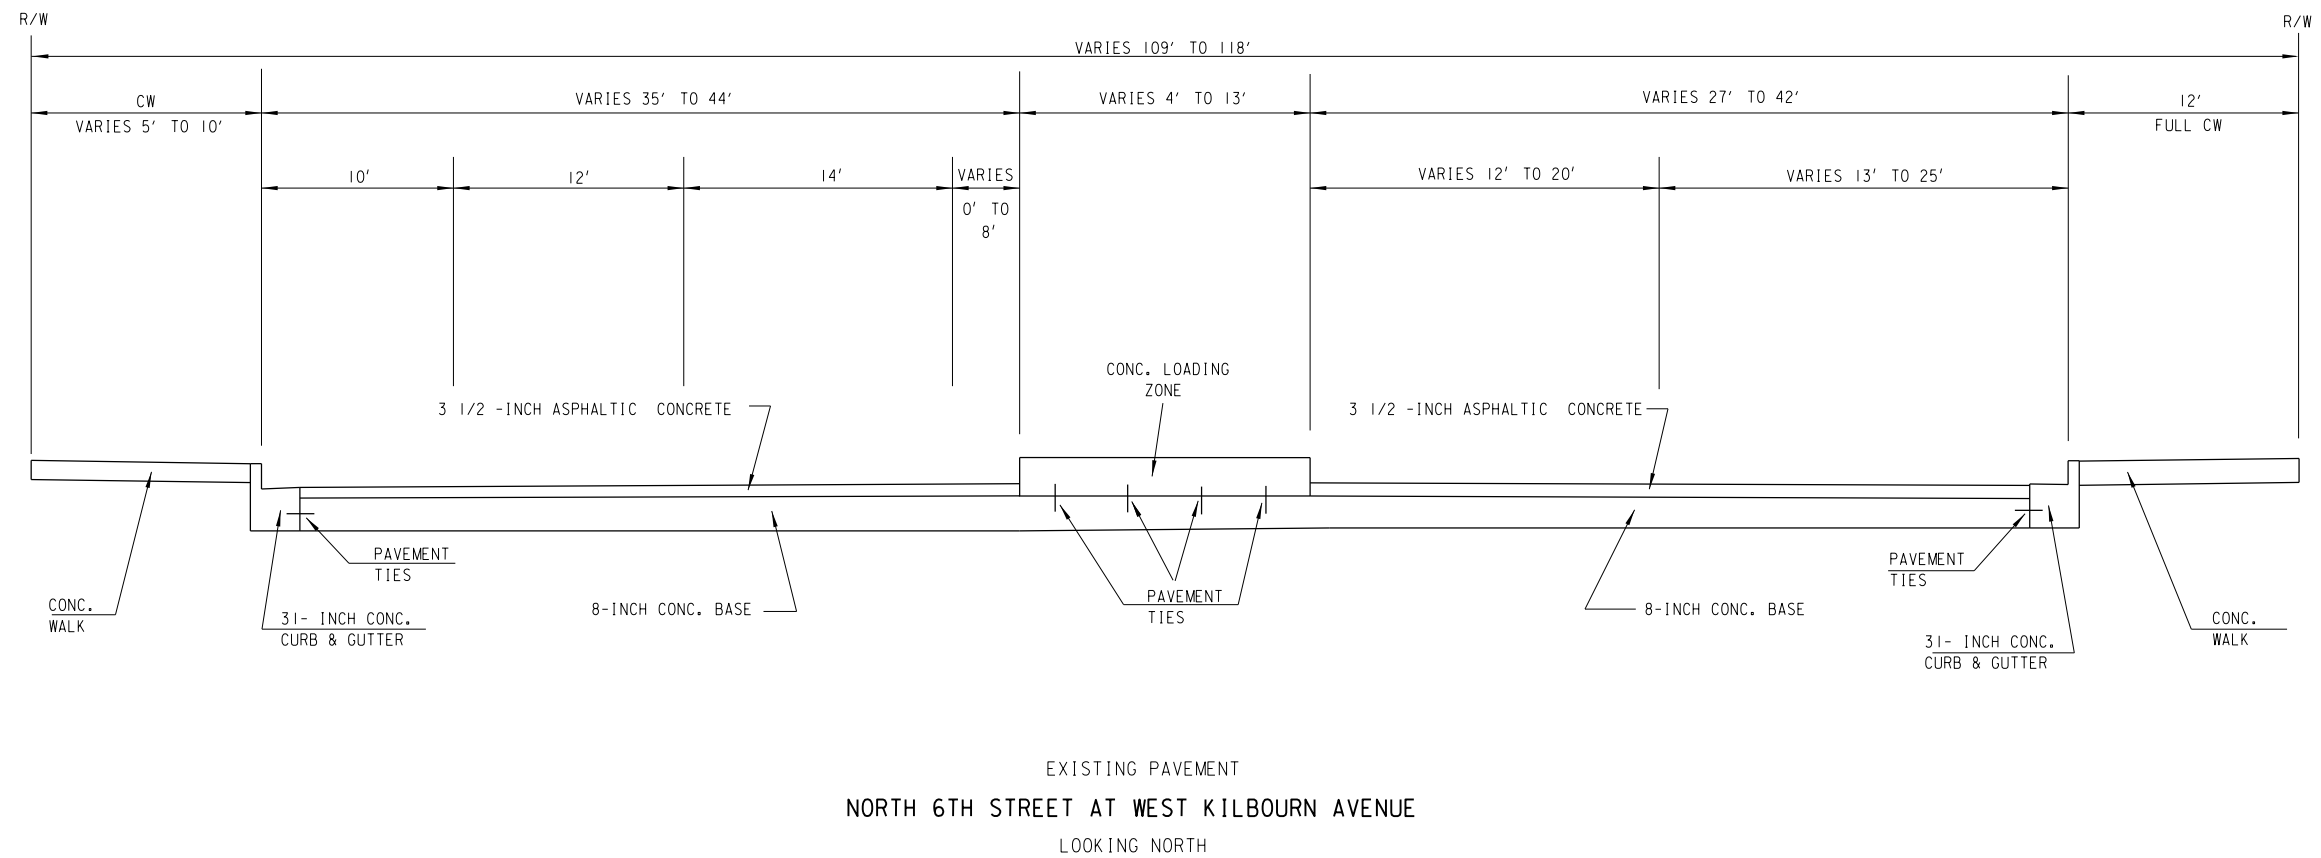 R/W
R/W
VARIES 109' TO 118'
CW
VARIES 5' TO 10'
VARIES 35' TO 44'
VARIES 4' TO 13'
VARIES 27' TO 42'
12'
FULL CW
10'
12'
14'
VARIES
0' TO
8'
VARIES 12' TO 20'
VARIES 13' TO 25'
CONC. LOADING
ZONE
3 1/2 -INCH ASPHALTIC CONCRETE
3 1/2 -INCH ASPHALTIC CONCRETE
PAVEMENT
TIES
PAVEMENT
TIES
PAVEMENT
TIES
CONC.
WALK
31- INCH CONC.
CURB & GUTTER
8-INCH CONC. BASE
8-INCH CONC. BASE
31- INCH CONC.
CURB & GUTTER
CONC.
WALK
EXISTING PAVEMENT
NORTH 6TH STREET AT WEST KILBOURN AVENUE
LOOKING NORTH